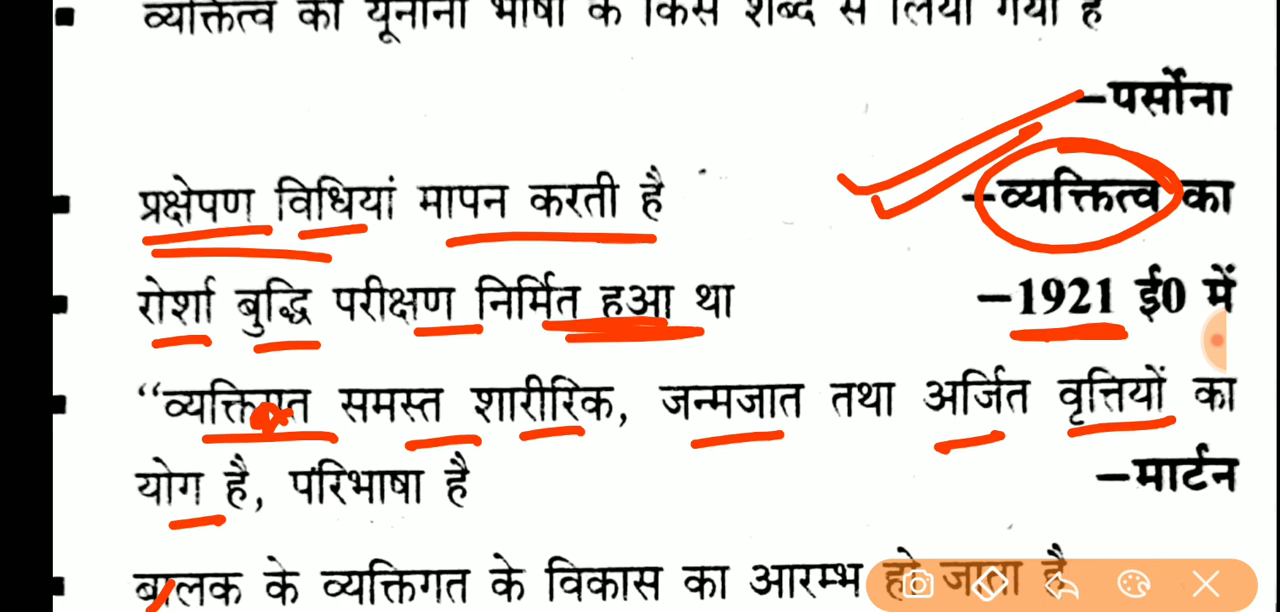 व्यक्तित्व को यूनानी भाषा के किस शब्द से लिया गया है
–पर्सोना
प्रक्षेपण विधियां मापन करती है –व्यक्तित्व का
रोर्शा बुद्धि परीक्षण निर्मित हुआ था –1921 ई0 में
“व्यक्तिगत समस्त शारीरिक, जन्मजात तथा अर्जित वृत्तियों का
योग है, परिभाषा है –मार्टन
बालक के व्यक्तिगत के विकास का आरम्भ हो जाता है